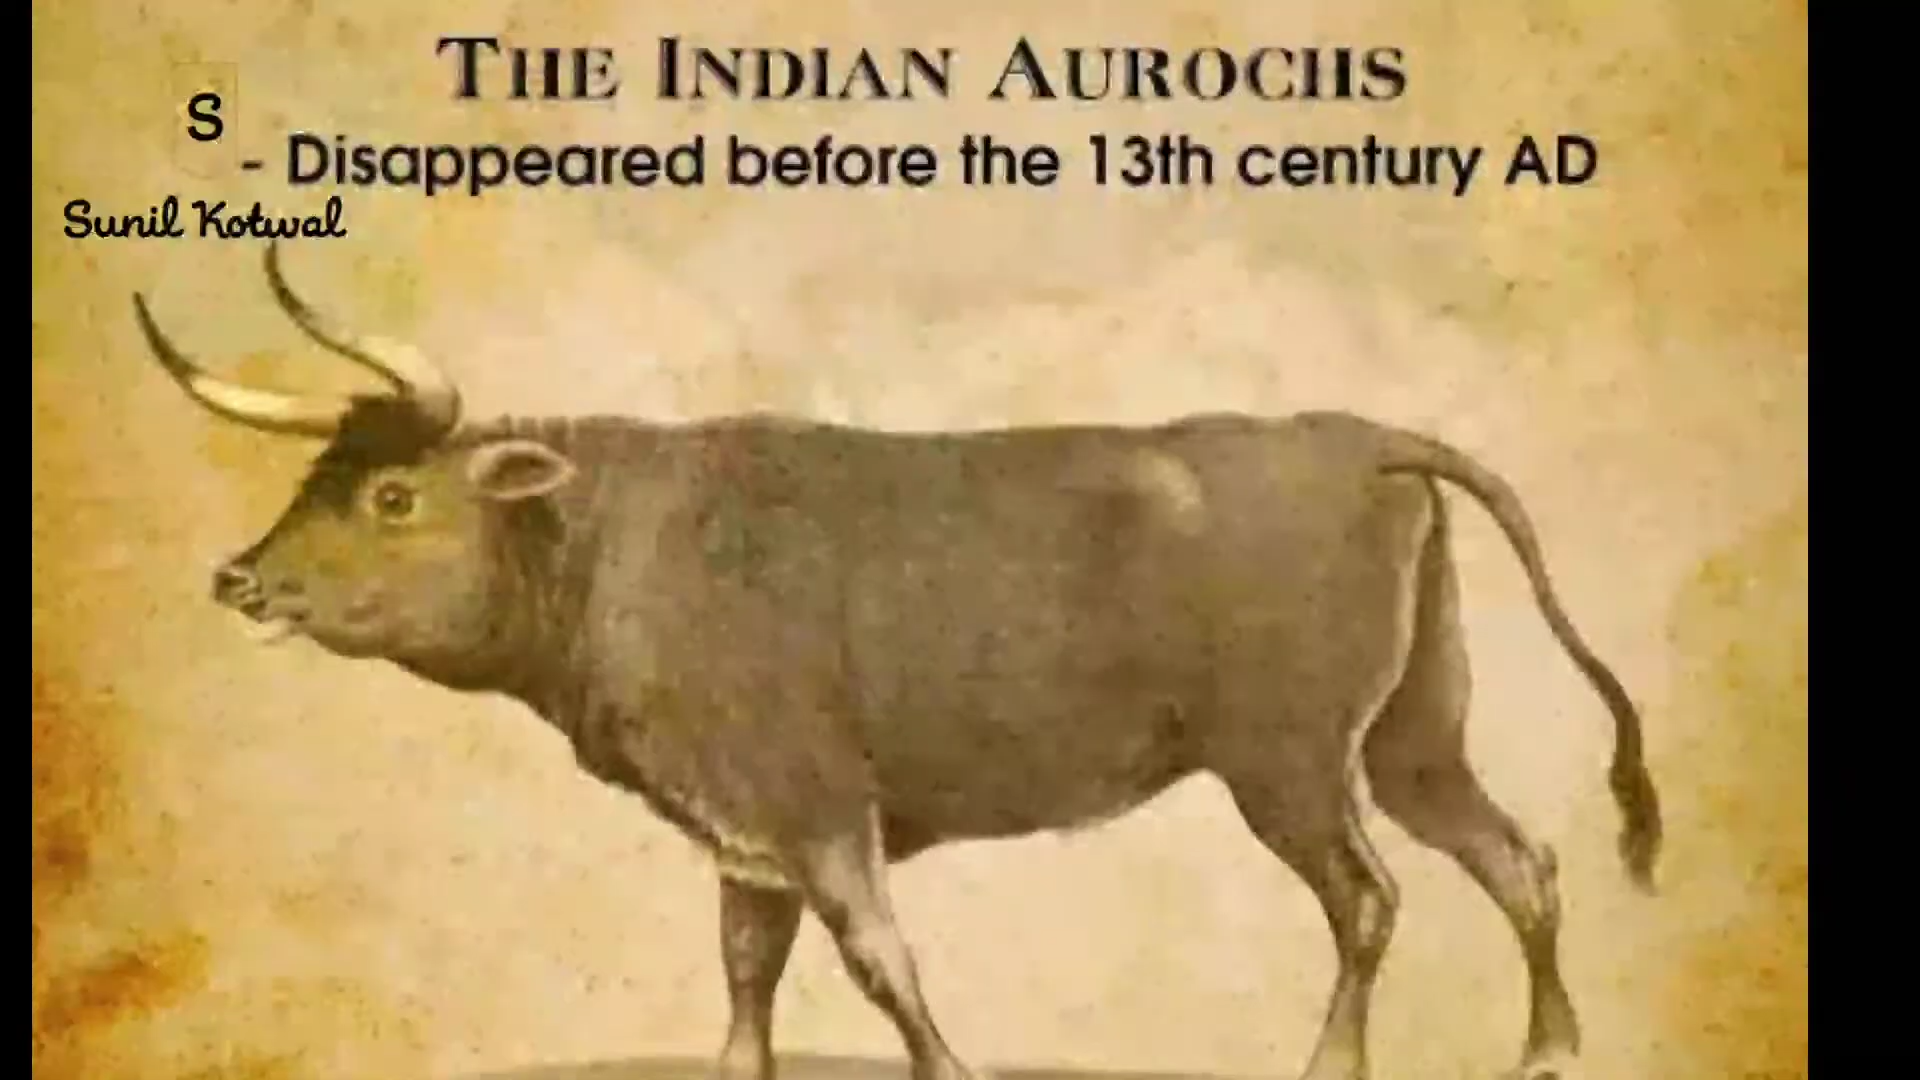 THE INDIAN AUROCHS
S
- Disappeared before the 13th century AD
Sunil Kotwal